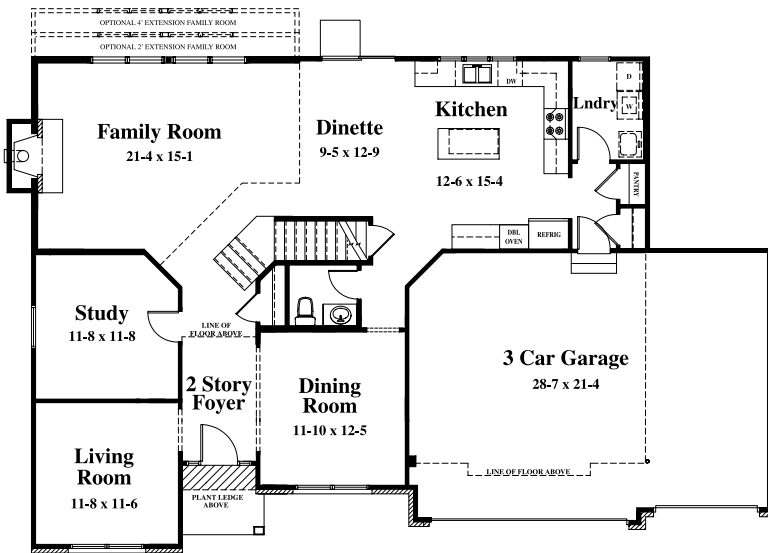 OPTIONAL 4' EXTENSION FAMILY ROOM
OPTIONAL 2' EXTENSION FAMILY ROOM
Family Room
21-4 x 15-1
Dinette
9-5 x 12-9
DW
Kitchen
12-6 x 15-4
D
W
Lndry
PANTRY
DBL
OVEN
REFRIG
Study
11-8 x 11-8
LINE OF
FLOOR ABOVE
2 Story
Foyer
Dining
Room
11-10 x 12-5
3 Car Garage
28-7 x 21-4
LINE OF FLOOR ABOVE
Living
Room
11-8 x 11-6
PLANT LEDGE
ABOVE